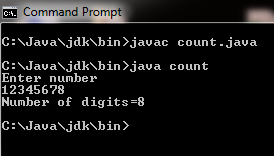 Command Prompt
C:\Java\jdk\bin>javac count.java
C:\Java\jdk\bin>java count
Enter number
12345678
Number of digits=8
C:\Java\jdk\bin>